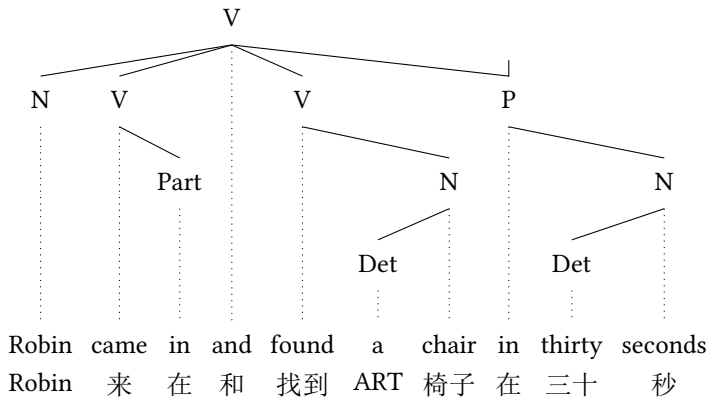 V
N V V P
Part N N
Det Det
Robin came in and found a chair in thirty seconds
Robin 来 在 和 找到 ART 椅子 在 三十 秒